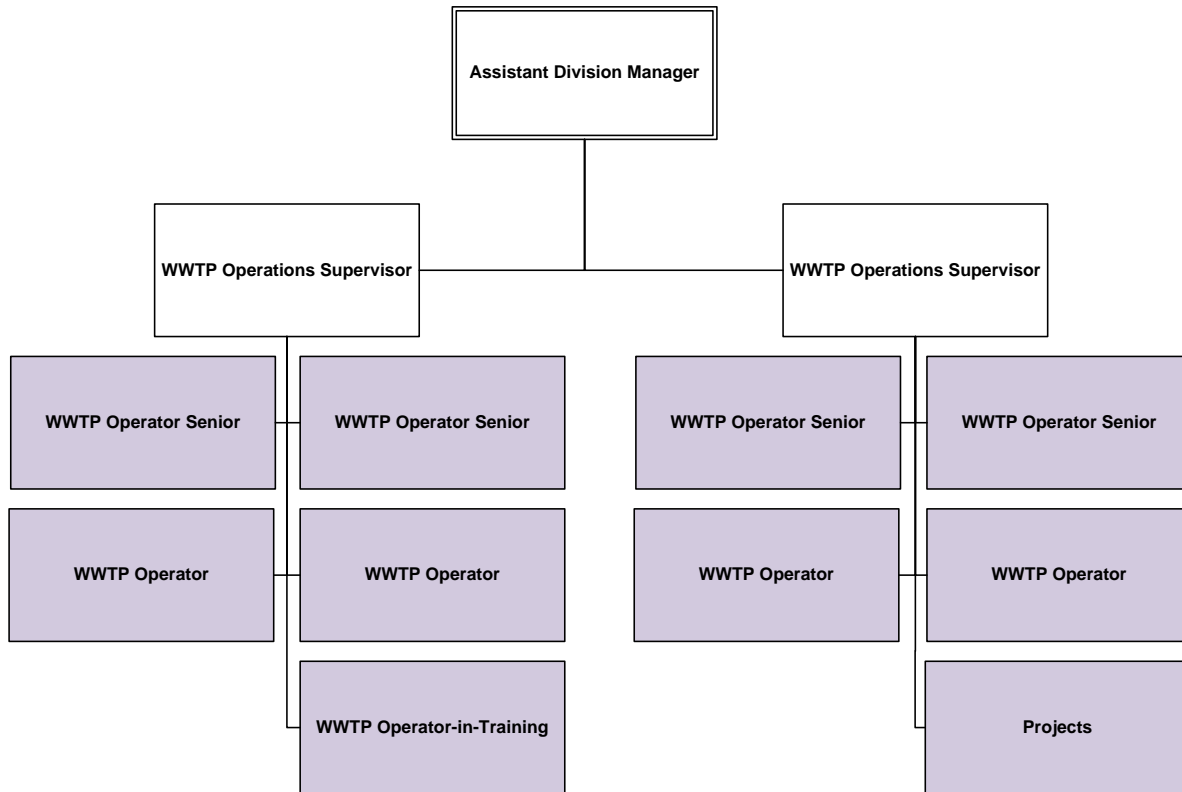 Assistant Division Manager
WWTP Operations Supervisor
WWTP Operations Supervisor
WWTP Operator Senior
WWTP Operator Senior
WWTP Operator Senior
WWTP Operator Senior
WWTP Operator
WWTP Operator
WWTP Operator
WWTP Operator
WWTP Operator-in-Training
Projects